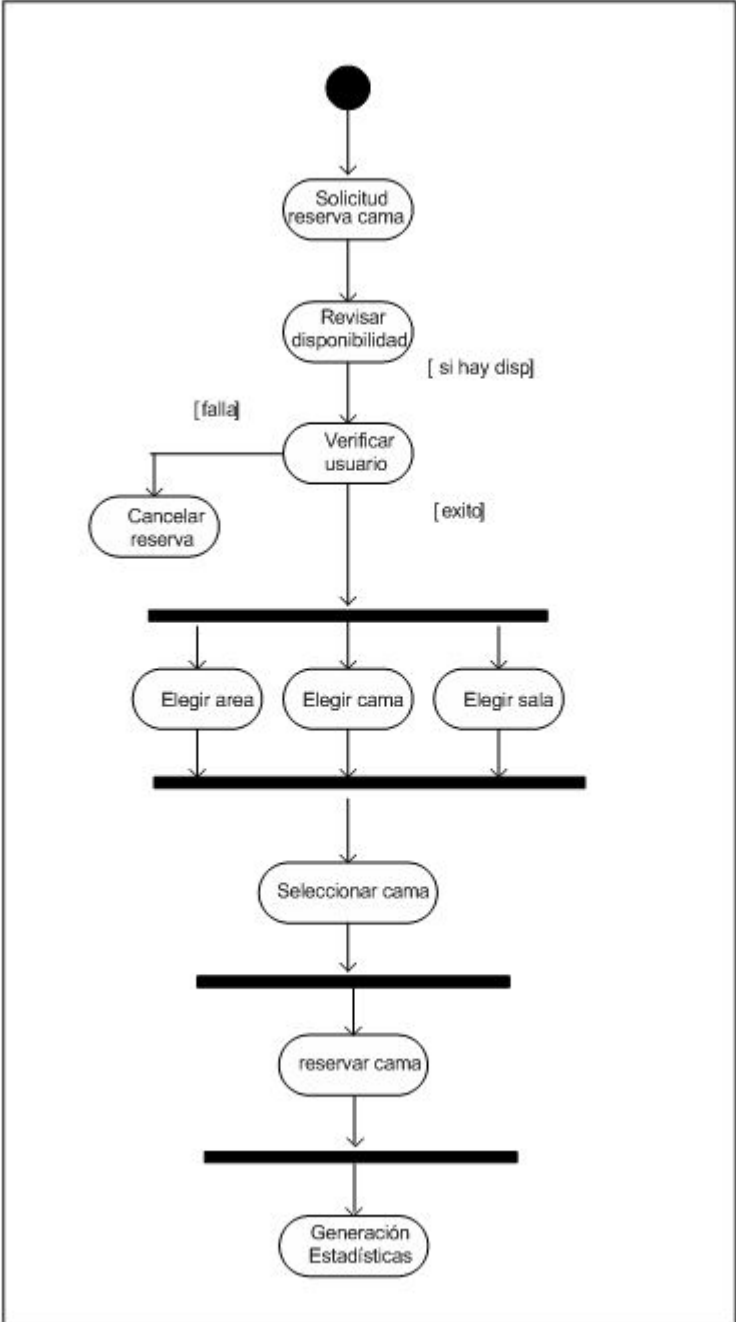 Solicitud
reserva cama
Revisar
disponibilidad
[ si hay disp]
[falla]
Verificar
usuario
Cancelar
reserva
[exito]
Elegir area
Elegir cama
Elegir sala
Seleccionar cama
reservar cama
Generación
Estadísticas